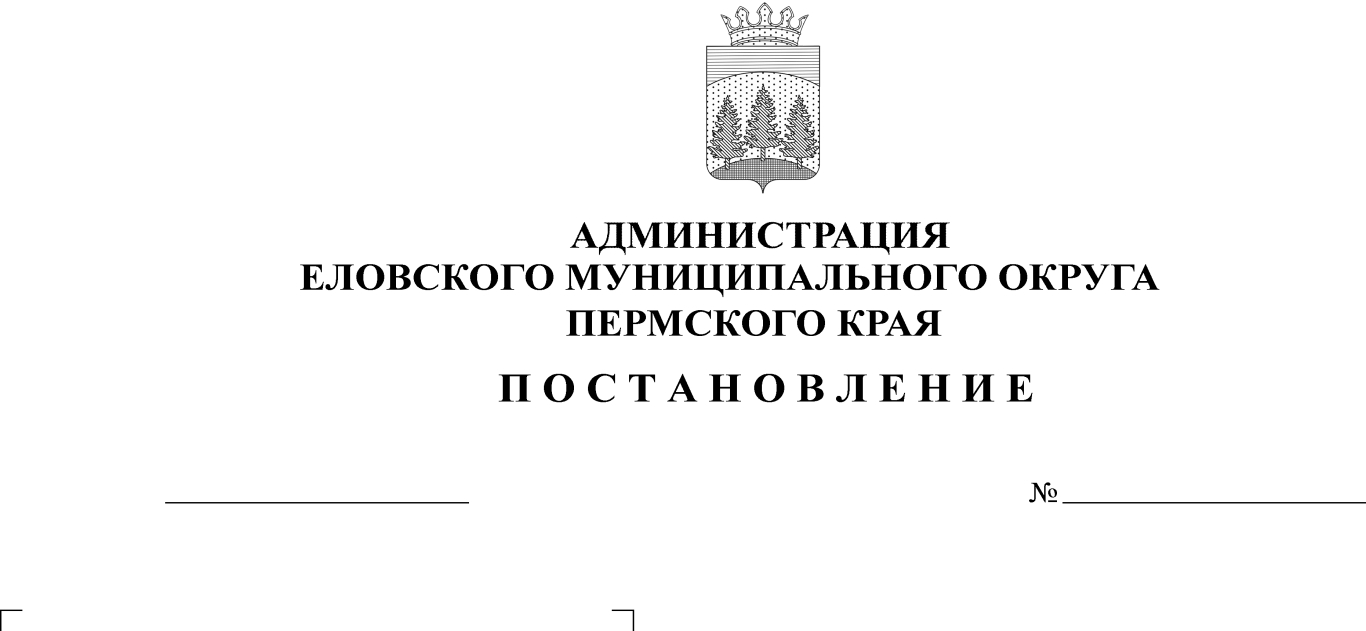 АДМИНИСТРАЦИЯ
ЕЛОВСКОГО МУНИЦИПАЛЬНОГО ОКРУГА
ПЕРМСКОГО КРАЯ
П О С Т А Н О В Л Е Н И Е
№